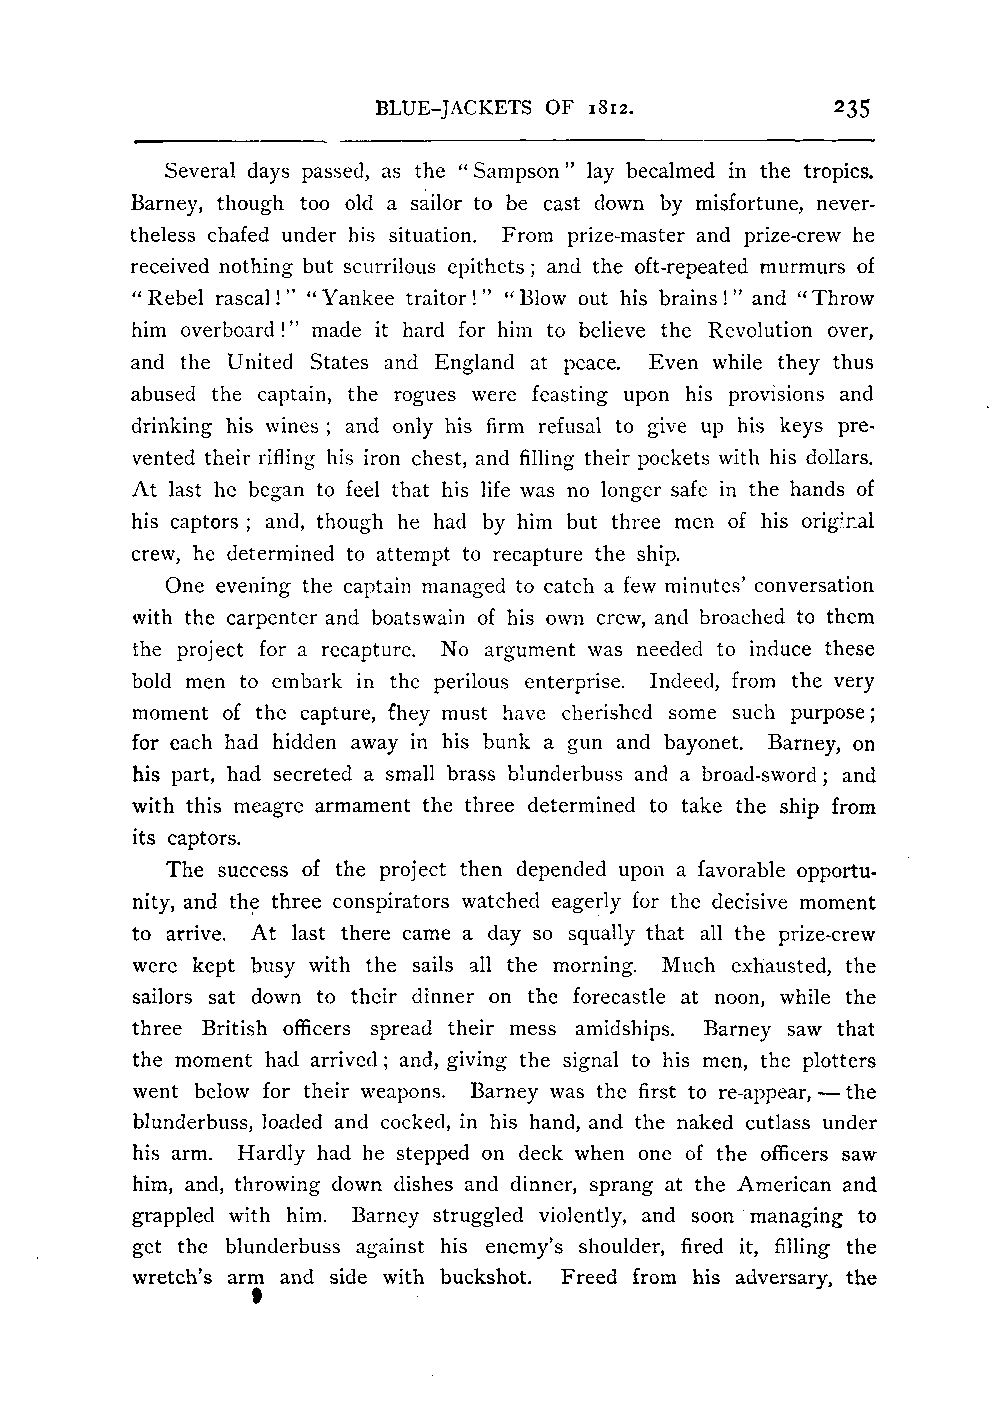 BLUE-JACKETS OF 1812. 235
Several days passed, as the "Sampson" lay becalmed in the tropics.
Barney, though too old a sailor to be cast down by misfortune, never-
theless chafed under his situation. From prize-master and prize-crew he
received nothing but scurrilous epithets; and the oft-repeated murmurs of
"Rebel rascal!" "Yankee traitor!" "Blow out his brains!" and "Throw
him overboard!" made it hard for him to believe the Revolution over,
and the United States and England at peace. Even while they thus
abused the captain, the rogues were feasting upon his provisions and
drinking his wines; and only his firm refusal to give up his keys pre-
vented their rifling his iron chest, and filling their pockets with his dollars.
At last he began to feel that his life was no longer safe in the hands of
his captors; and, though he had by him but three men of his original
crew, he determined to attempt to recapture the ship.
One evening the captain managed to catch a few minutes' conversation
with the carpenter and boatswain of his own crew, and broached to them
the project for a recapture. No argument was needed to induce these
bold men to embark in the perilous enterprise. Indeed, from the very
moment of the capture, they must have cherished some such purpose;
for each had hidden away in his bunk a gun and bayonet. Barney, on
his part, had secreted a small brass blunderbuss and a broad-sword; and
with this meagre armament the three determined to take the ship from
its captors.
The success of the project then depended upon a favorable opportu-
nity, and the three conspirators watched eagerly for the decisive moment
to arrive. At last there came a day so squally that all the prize-crew
were kept busy with the sails all the morning. Much exhausted, the
sailors sat down to their dinner on the forecastle at noon, while the
three British officers spread their mess amidships. Barney saw that
the moment had arrived; and, giving the signal to his men, the plotters
went below for their weapons. Barney was the first to re-appear, — the
blunderbuss, loaded and cocked, in his hand, and the naked cutlass under
his arm. Hardly had he stepped on deck when one of the officers saw
him, and, throwing down dishes and dinner, sprang at the American and
grappled with him. Barney struggled violently, and soon managing to
get the blunderbuss against his enemy's shoulder, fired it, filling the
wretch's arm and side with buckshot. Freed from his adversary, the